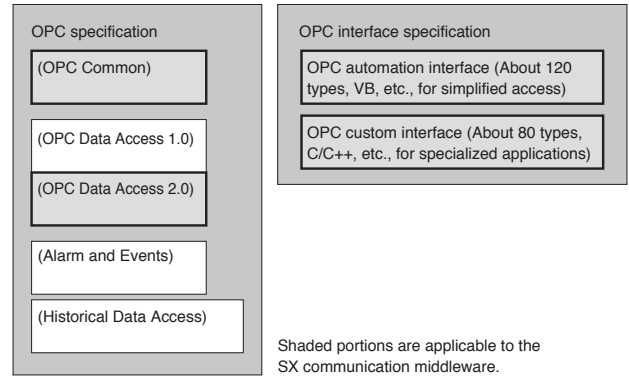 OPC specification
(OPC Common)
(OPC Data Access 1.0)
(OPC Data Access 2.0)
(Alarm and Events)
(Historical Data Access)
OPC interface specification
OPC automation interface (About 120
types, VB, etc., for simplified access)
OPC custom interface (About 80 types,
C/C++, etc., for specialized applications)
Shaded portions are applicable to the
SX communication middleware.